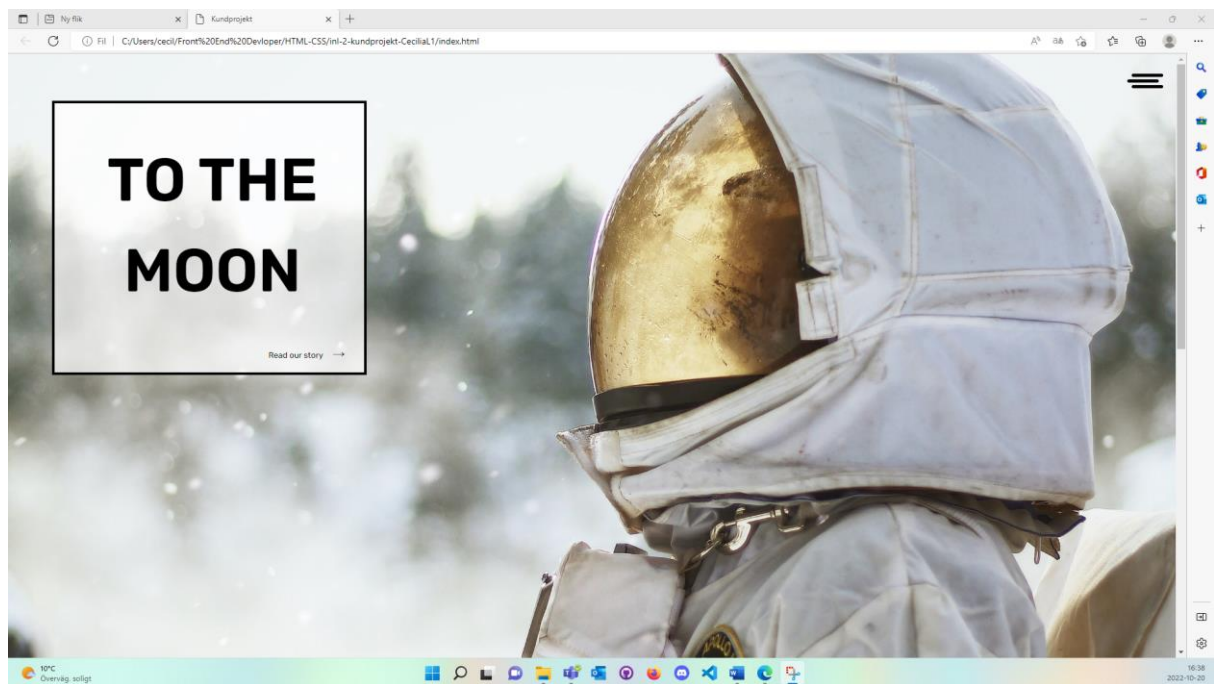 Ny flik
Kundprojekt
Fil
C:/Users/cecil/Front%20End%20Devloper/HTML-CSS/inl-2-kundprojekt-CeciliaL1/index.html
TO THE
MOON
Read our story
APOLLO
10°C
Överväg. soligt
16:38
2022-10-20